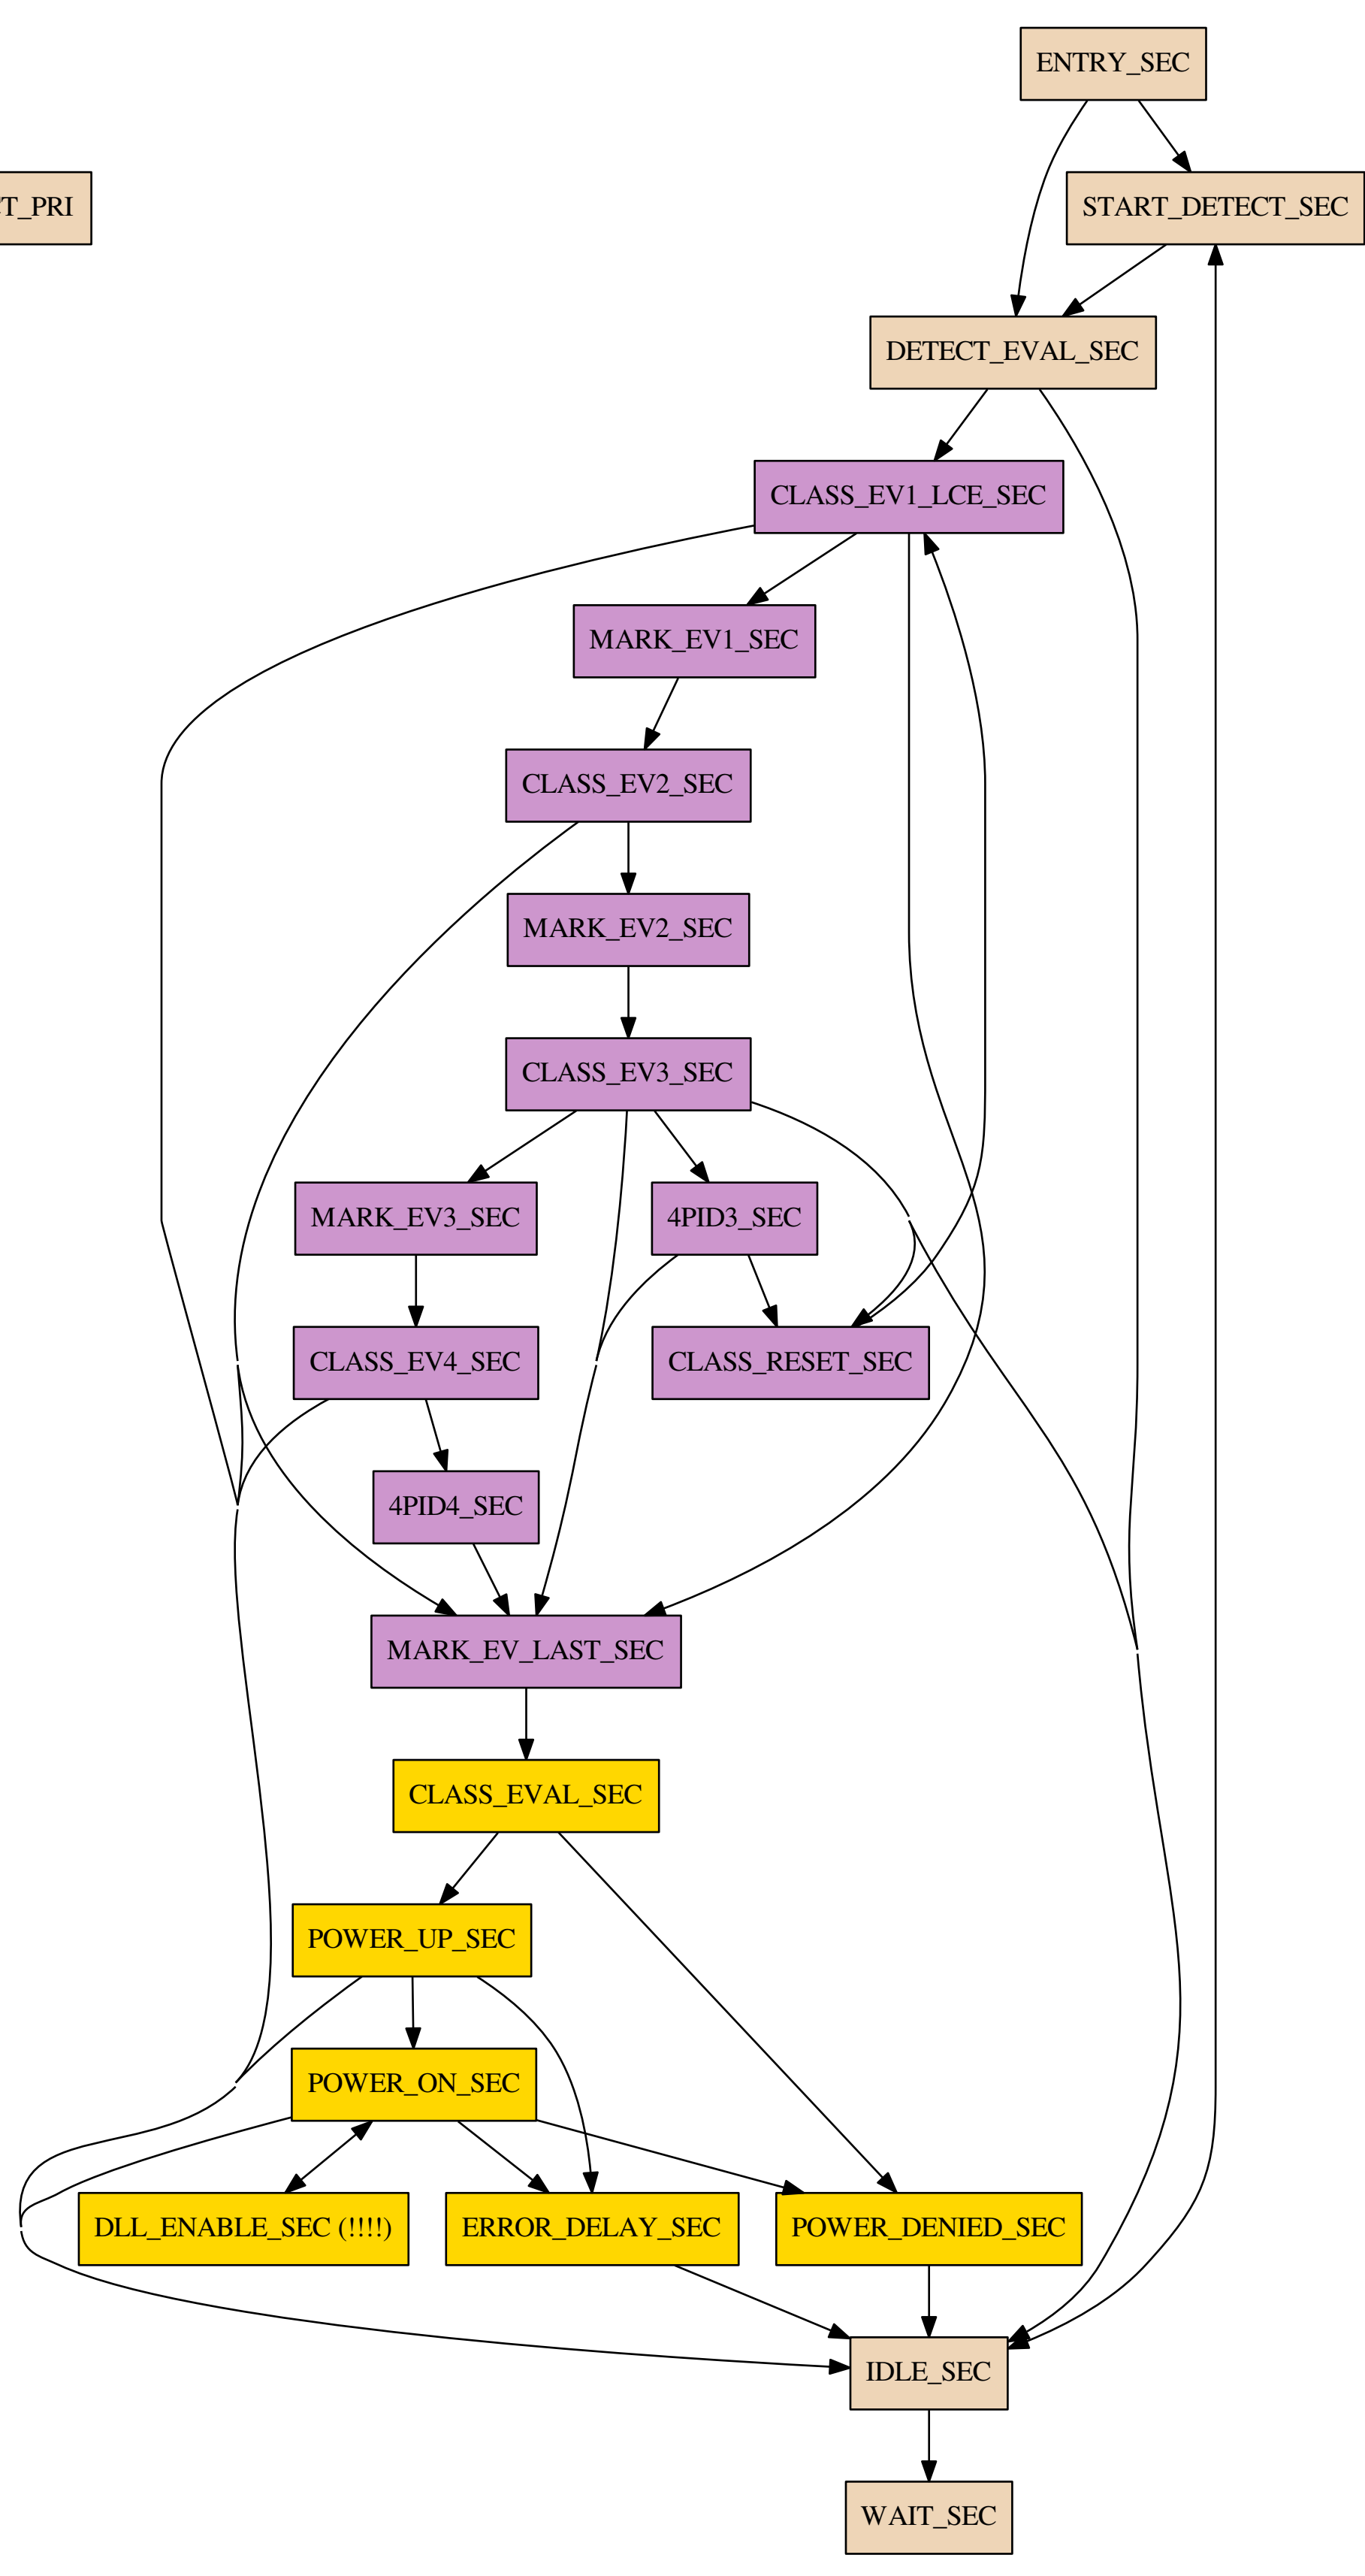 ENTRY_SEC
T_PRI
START_DETECT_SEC
DETECT_EVAL_SEC
CLASS_EV1_LCE_SEC
MARK_EV1_SEC
CLASS_EV2_SEC
MARK_EV2_SEC
CLASS_EV3_SEC
MARK_EV3_SEC
4PID3_SEC
CLASS_EV4_SEC
CLASS_RESET_SEC
4PID4_SEC
MARK_EV_LAST_SEC
CLASS_EVAL_SEC
POWER_UP_SEC
POWER_ON_SEC
DLL_ENABLE_SEC (!!!!)
ERROR_DELAY_SEC
POWER_DENIED_SEC
IDLE_SEC
WAIT_SEC